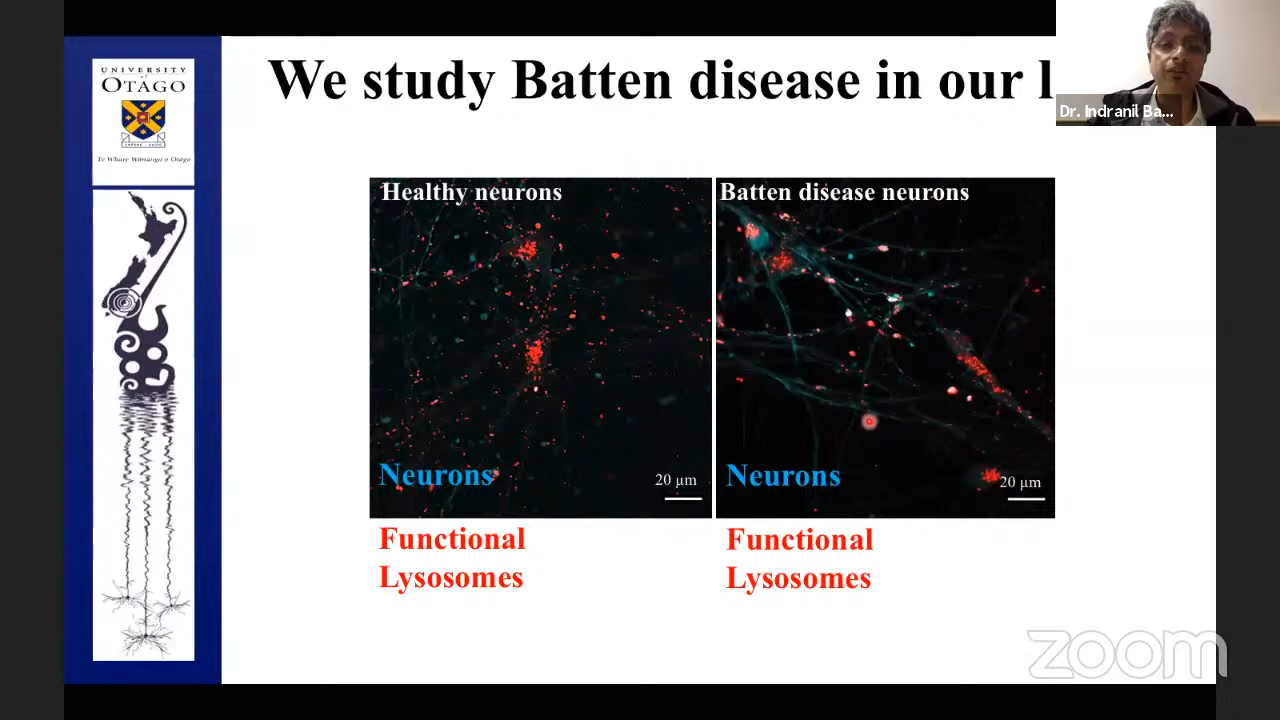 We study Batten disease in our l
Dr. Indranil Ba...
UNIVERSITY
of
OTAGO
Te Whare Wānanga o Otāgo
Healthy neurons
Batten disease neurons
Neurons
20 μm
Neurons
20 μm
Functional
Lysosomes
Functional
Lysosomes
zoom